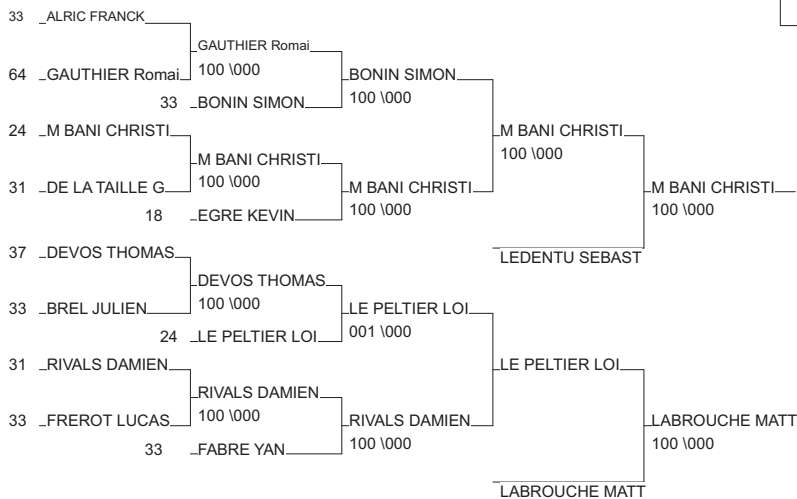 33 ALRIC FRANCK
GAUTHIER Romai
64 GAUTHIER Romai 100 \000 BONIN SIMON
33 BONIN SIMON 100 \000
24 M BANI CHRISTI M BANI CHRISTI
100 \000
M BANI CHRISTI
31 DE LA TAILLE G 100 \000 M BANI CHRISTI M BANI CHRISTI
18 EGRE KEVIN 100 \000 100 \000
37 DEVOS THOMAS
LEDENTU SEBAST
DEVOS THOMAS
33 BREL JULIEN 100 \000 LE PELTIER LOI
24 LE PELTIER LOI 001 \000
31 RIVALS DAMIEN LE PELTIER LOI
RIVALS DAMIEN
33 FREROT LUCAS 100 \000 RIVALS DAMIEN LABROUCHE MATT
33 FABRE YAN 100 \000 100 \000
LABROUCHE MATT